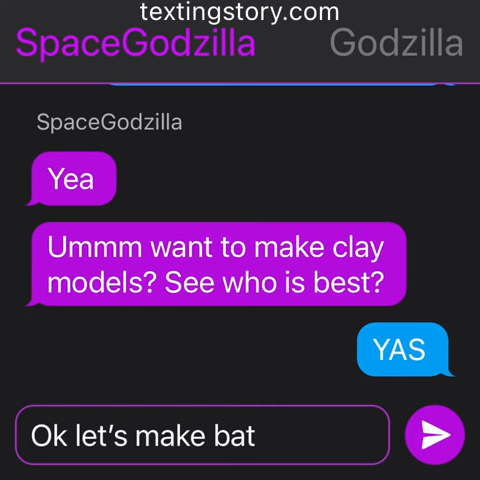 textingstory.com
SpaceGodzilla Godzilla
SpaceGodzilla
Yea
Ummm want to make clay
models? See who is best?
YAS
Ok let’s make bat